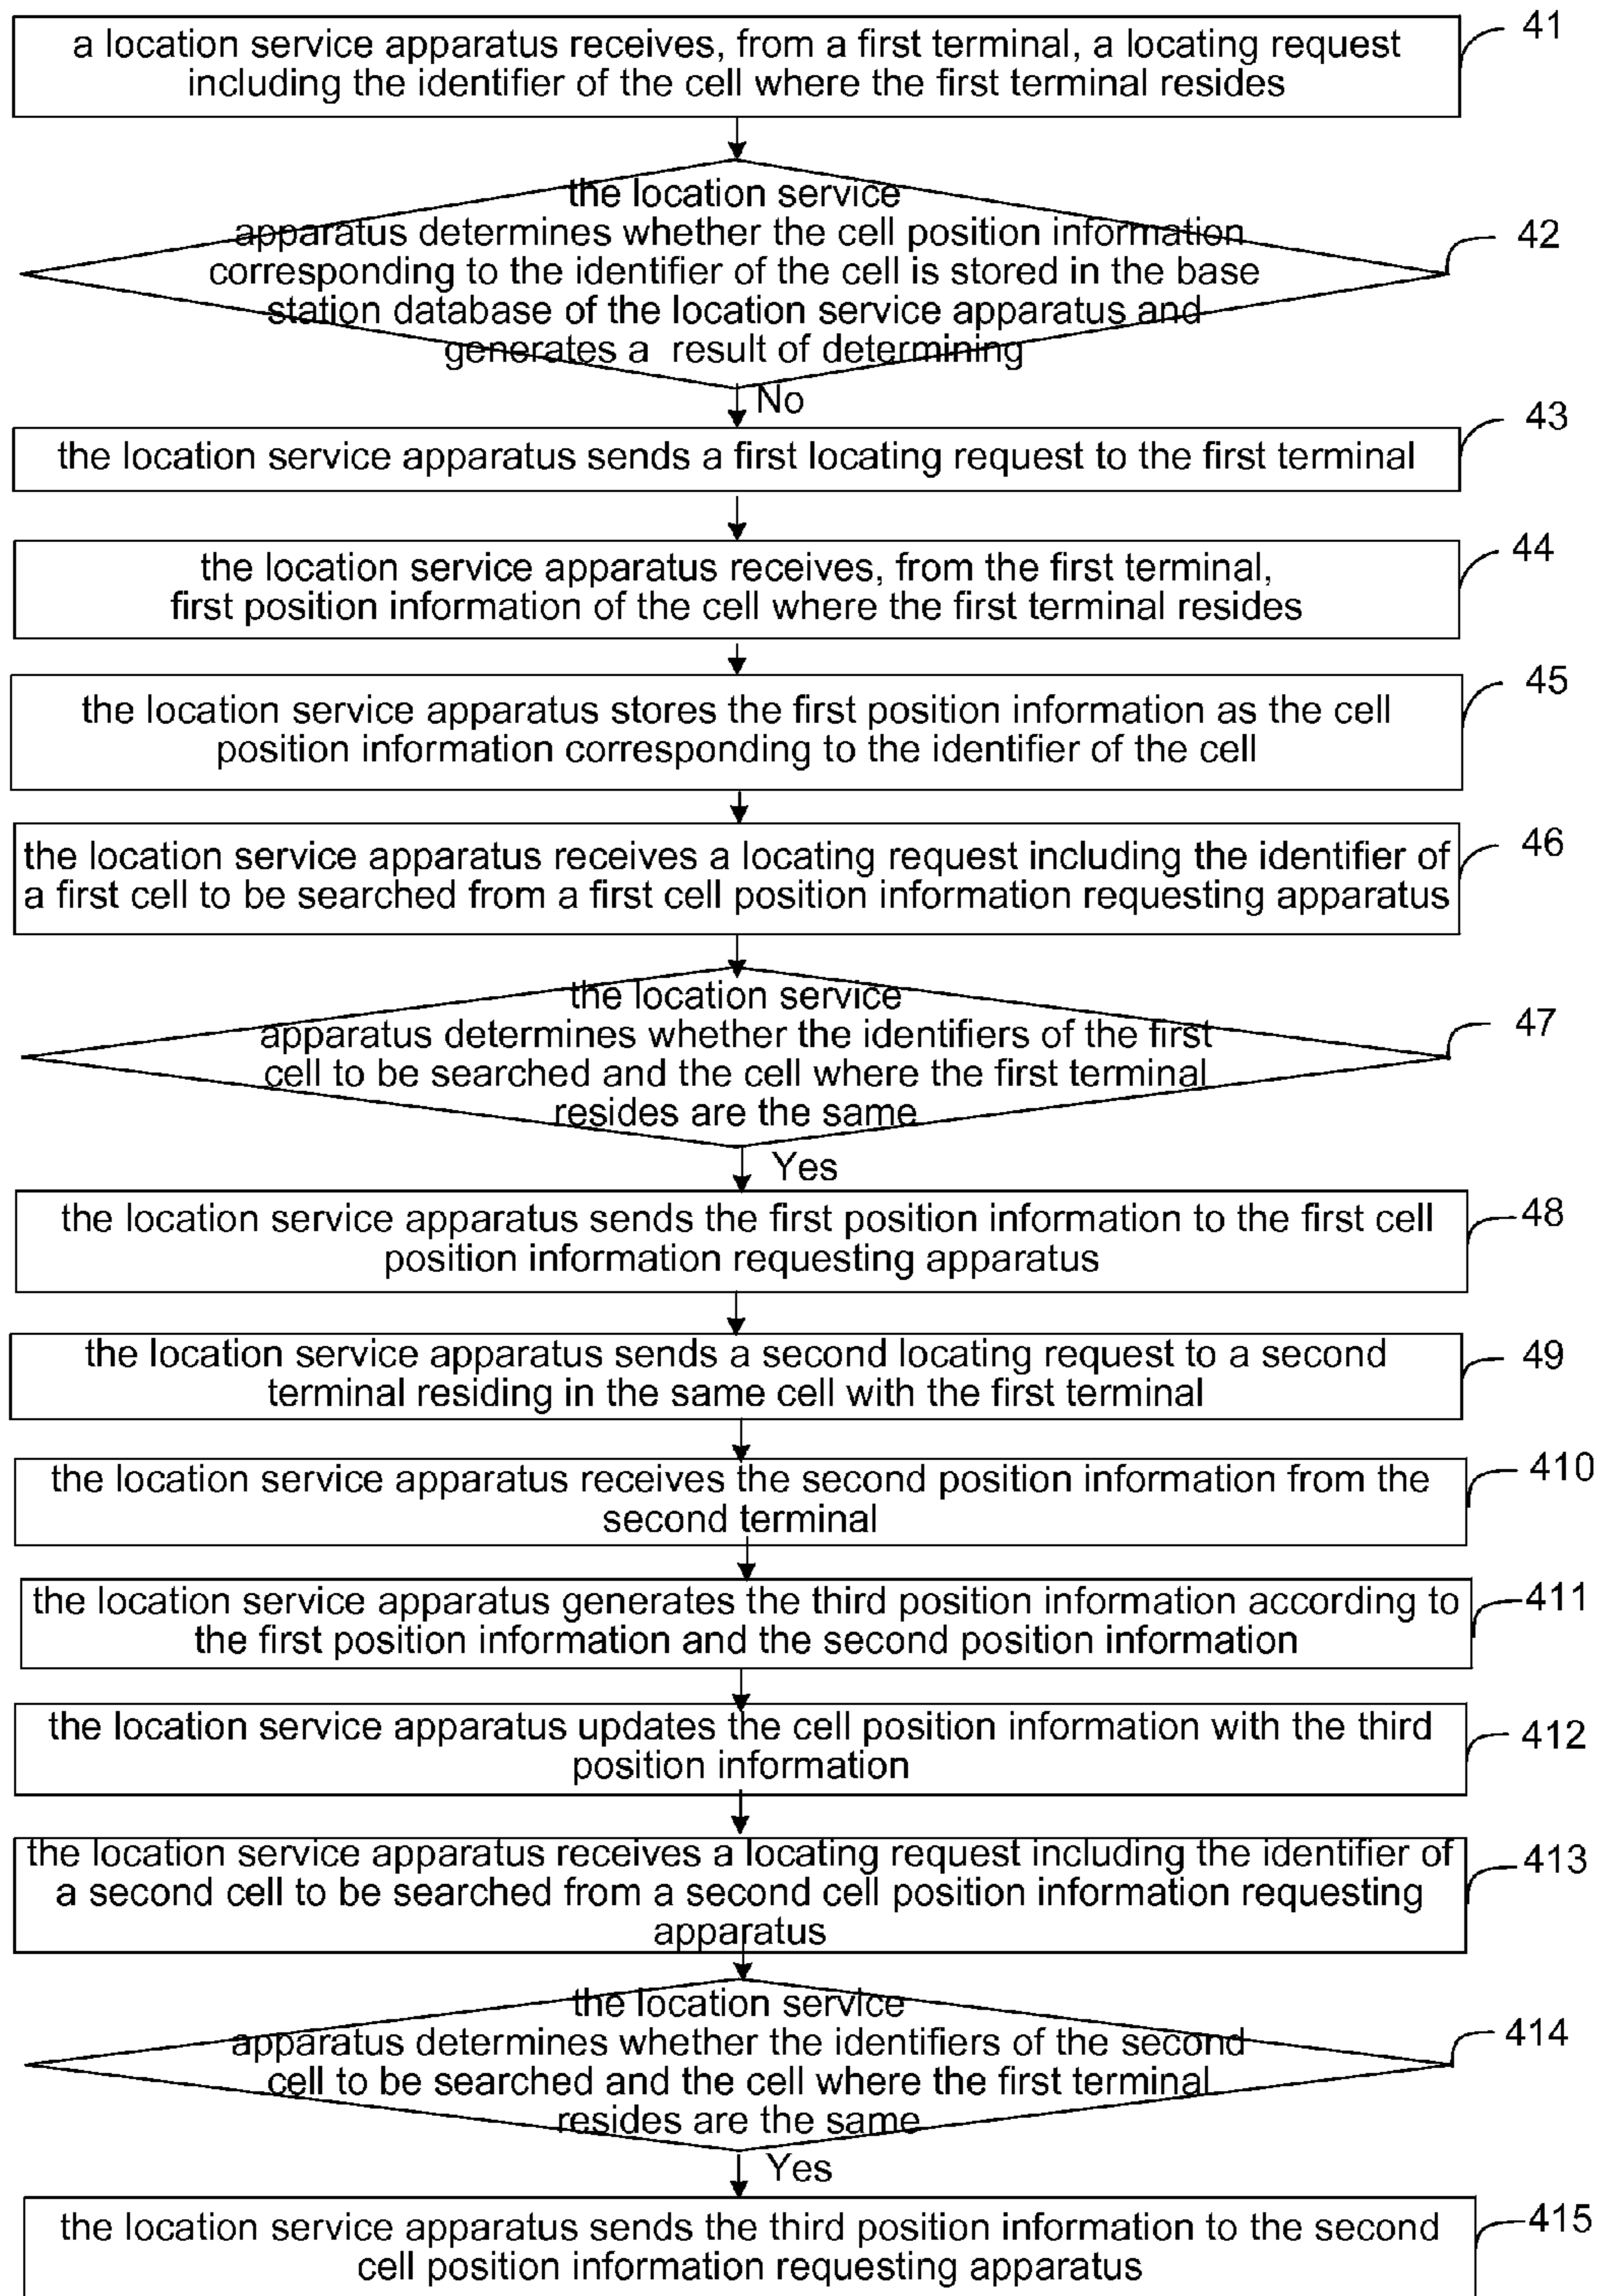 a location service apparatus receives, from a first terminal, a locating request
including the identifier of the cell where the first terminal resides
41
the location service
apparatus determines whether the cell position information
corresponding to the identifier of the cell is stored in the base
station database of the location service apparatus and
generates a result of determining
42
No
the location service apparatus sends a first locating request to the first terminal
43
the location service apparatus receives, from the first terminal,
first position information of the cell where the first terminal resides
44
the location service apparatus stores the first position information as the cell
position information corresponding to the identifier of the cell
45
the location service apparatus receives a locating request including the identifier of
a first cell to be searched from a first cell position information requesting apparatus
46
the location service
apparatus determines whether the identifiers of the first
cell to be searched and the cell where the first terminal
resides are the same
47
Yes
the location service apparatus sends the first position information to the first cell
position information requesting apparatus
48
the location service apparatus sends a second locating request to a second
terminal residing in the same cell with the first terminal
49
the location service apparatus receives the second position information from the
second terminal
410
the location service apparatus generates the third position information according to
the first position information and the second position information
411
the location service apparatus updates the cell position information with the third
position information
412
the location service apparatus receives a locating request including the identifier of
a second cell to be searched from a second cell position information requesting
apparatus
413
the location service
apparatus determines whether the identifiers of the second
cell to be searched and the cell where the first terminal
resides are the same
414
Yes
the location service apparatus sends the third position information to the second
cell position information requesting apparatus
415